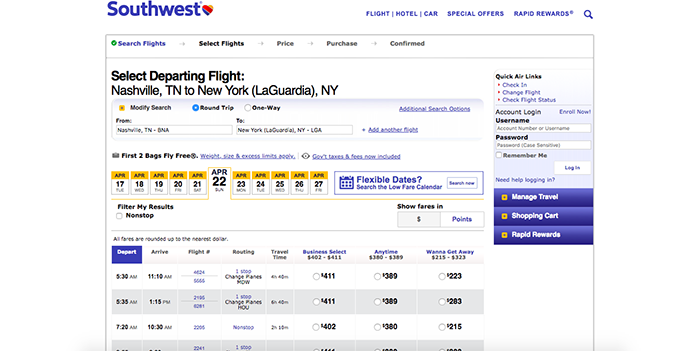 Southwest
FLIGHT | HOTEL | CAR SPECIAL OFFERS RAPID REWARDS®
Search Flights → Select Flights → Price → Purchase → Confirmed
Select Departing Flight:
Nashville, TN to New York (LaGuardia), NY
Modify Search Round Trip One-Way Additional Search Options
From: To:
Nashville, TN - BNA New York (LaGuardia), NY - LGA + Add another flight
First 2 Bags Fly Free®. Weight, size & excess limits apply. Gov't taxes & fees now included
APR 17 TUE
APR 18 WED
APR 19 THU
APR 20 FRI
APR 21 SAT
APR 22 SUN
APR 23 MON
APR 24 TUE
APR 25 WED
APR 26 THU
APR 27 FRI
Flexible Dates?
Search the Low Fare Calendar
Search now
Filter My Results
Nonstop
Show fares in
$ Points
All fares are rounded up to the nearest dollar.
Depart Arrive Flight # Routing Travel Time Business Select $402 - $411 Anytime $380 - $389 Wanna Get Away $215 - $323
5:30 AM 11:10 AM 4624 1 stop Change Planes MDW 4h 40m $411 $389 $223
5:35 AM 1:15 PM 1 stop Change Planes HOU 6h 40m $411 $389 $283
7:20 AM 10:30 AM Nonstop 2h 10m $402 $380 $215
2241 1 stop
Quick Air Links
Check In
Change Flight
Check Flight Status
Account Login Enroll Now!
Username
Account Number or Username
Password
Password (Case Sensitive)
Remember Me
Log In
Need help logging in?
Manage Travel
Shopping Cart
Rapid Rewards